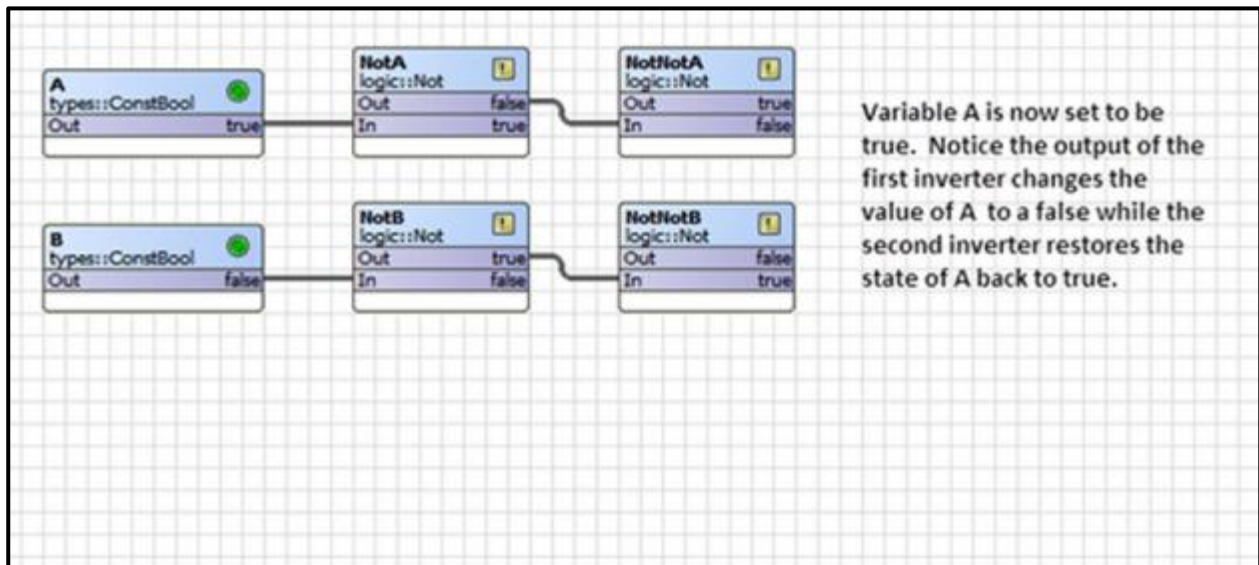 A
types::ConstBool
Out true
NotA
logic::Not
Out false
In true
NotNotA
logic::Not
Out true
In false
B
types::ConstBool
Out false
NotB
logic::Not
Out true
In false
NotNotB
logic::Not
Out false
In true
Variable A is now set to be
true. Notice the output of the
first inverter changes the
value of A to a false while the
second inverter restores the
state of A back to true.